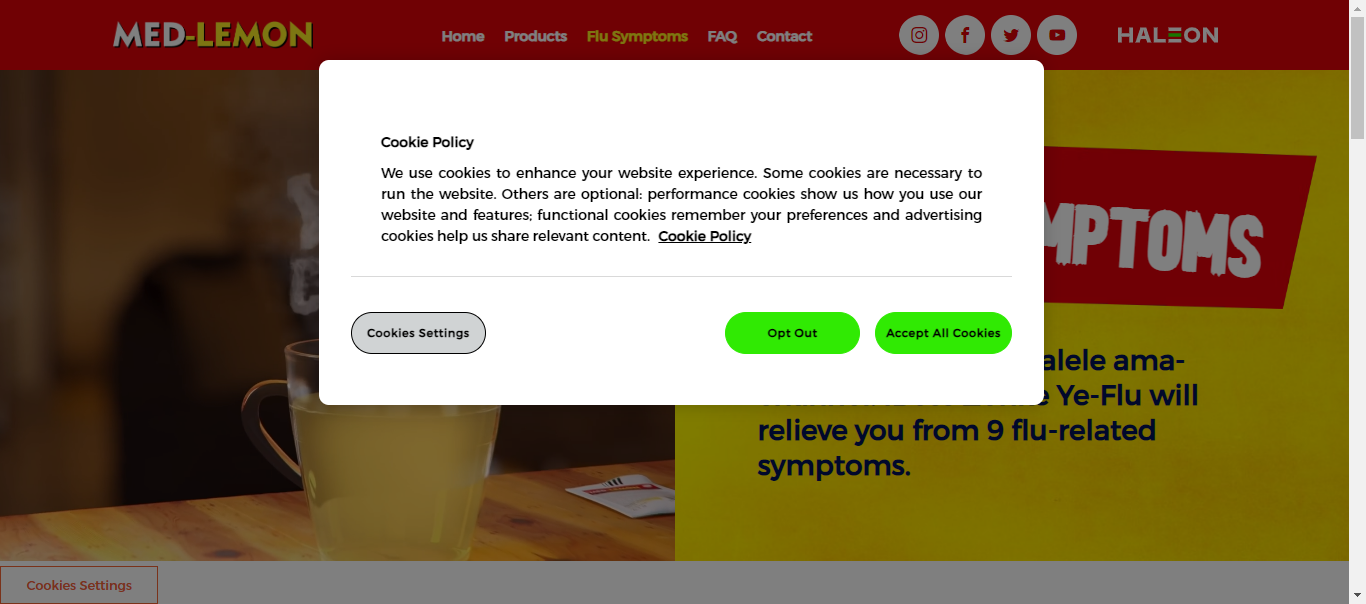 MED-LEMON
Home Products Flu Symptoms FAQ Contact
HALEON
Cookie Policy
We use cookies to enhance your website experience. Some cookies are necessary to
run the website. Others are optional: performance cookies show us how you use our
website and features; functional cookies remember your preferences and advertising
cookies help us share relevant content. Cookie Policy
Cookies Settings
Opt Out
Accept All Cookies
MPTOMS
alele ama-
Ye-Flu will
relieve you from 9 flu-related
symptoms.
Cookies Settings